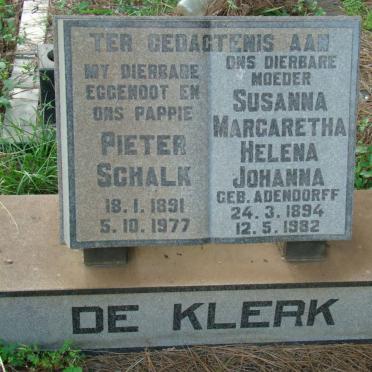 TER GEDAGTENIS AAN
MY DIERBARE
EGGENOOT EN
ONS PAPPIE
PIETER
SCHALK
18.1.1891
5.10.1977
ONS DIERBARE
MOEDER
SUSANNA
MARGARETHA
HELENA
JOHANNA
GEB. ADENDORFF
24.3.1894
12.5.1982
DE KLERK